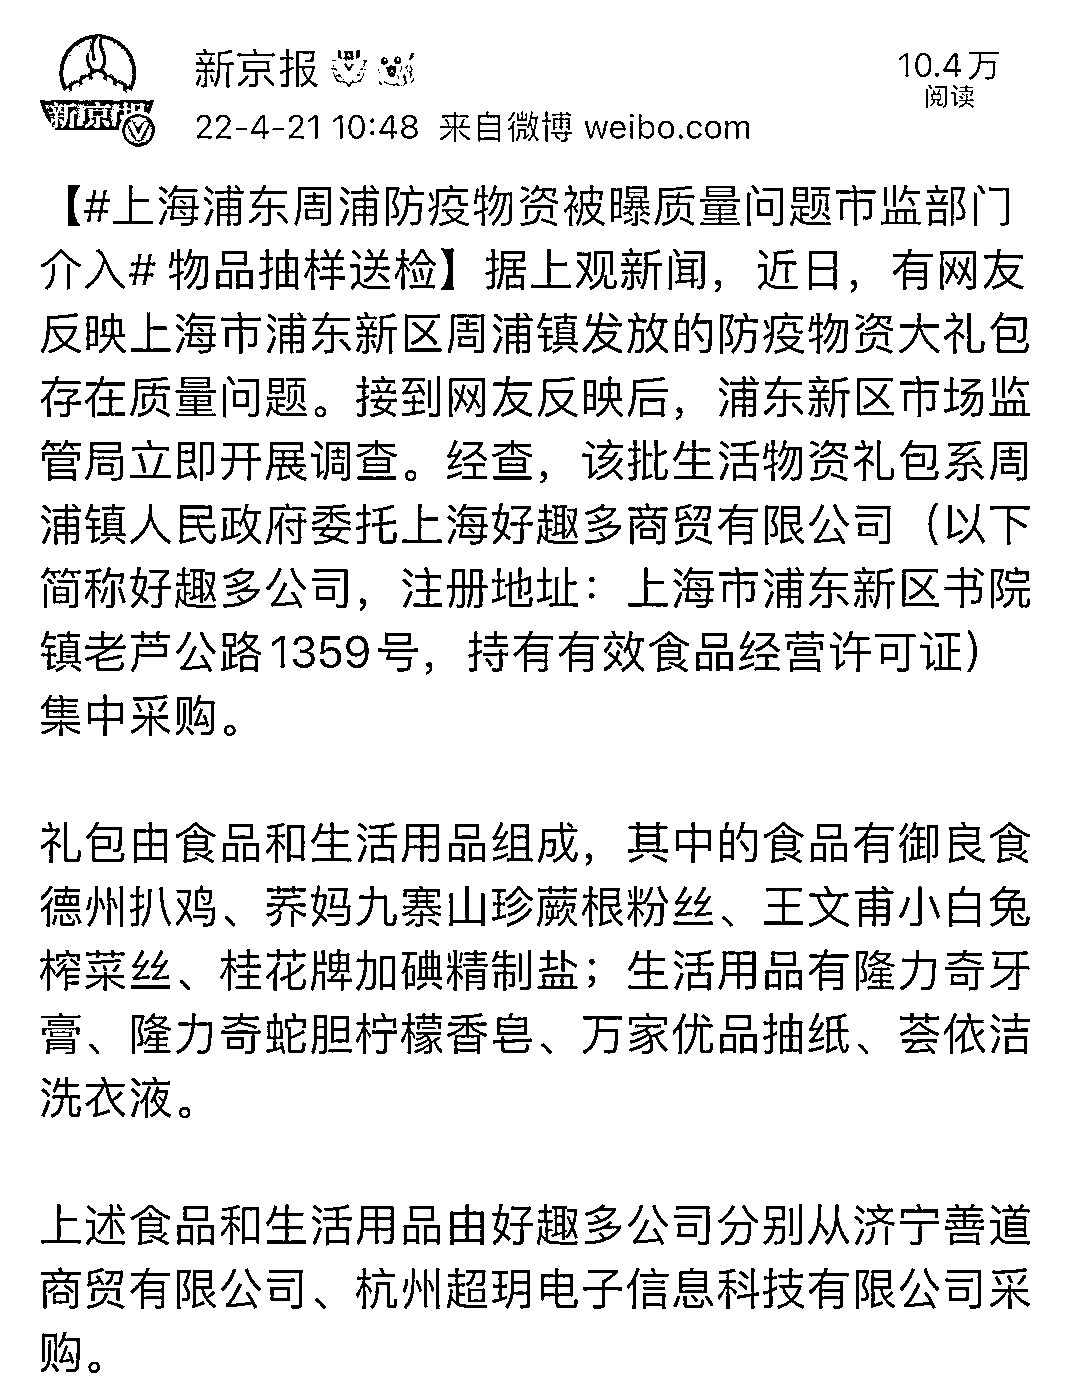 新京报
10.4万
阅读
22-4-21 10:48 来自微博 weibo.com
新京报
【#上海浦东周浦防疫物资被曝质量问题市监部门
介入# 物品抽样送检】据上观新闻，近日，有网友
反映上海市浦东新区周浦镇发放的防疫物资大礼包
存在质量问题。接到网友反映后，浦东新区市场监
管局立即开展调查。经查，该批生活物资礼包系周
浦镇人民政府委托上海好趣多商贸有限公司（以下
简称好趣多公司，注册地址：上海市浦东新区书院
镇老芦公路1359号，持有有效食品经营许可证）
集中采购。
礼包由食品和生活用品组成，其中的食品有御良食
德州扒鸡、荞妈九寨山珍蕨根粉丝、王文甫小白兔
榨菜丝、桂花牌加碘精制盐；生活用品有隆力奇牙
膏、隆力奇蛇胆柠檬香皂、万家优品抽纸、荟依洁
洗衣液。
上述食品和生活用品由好趣多公司分别从济宁善道
商贸有限公司、杭州超玥电子信息科技有限公司采
购。